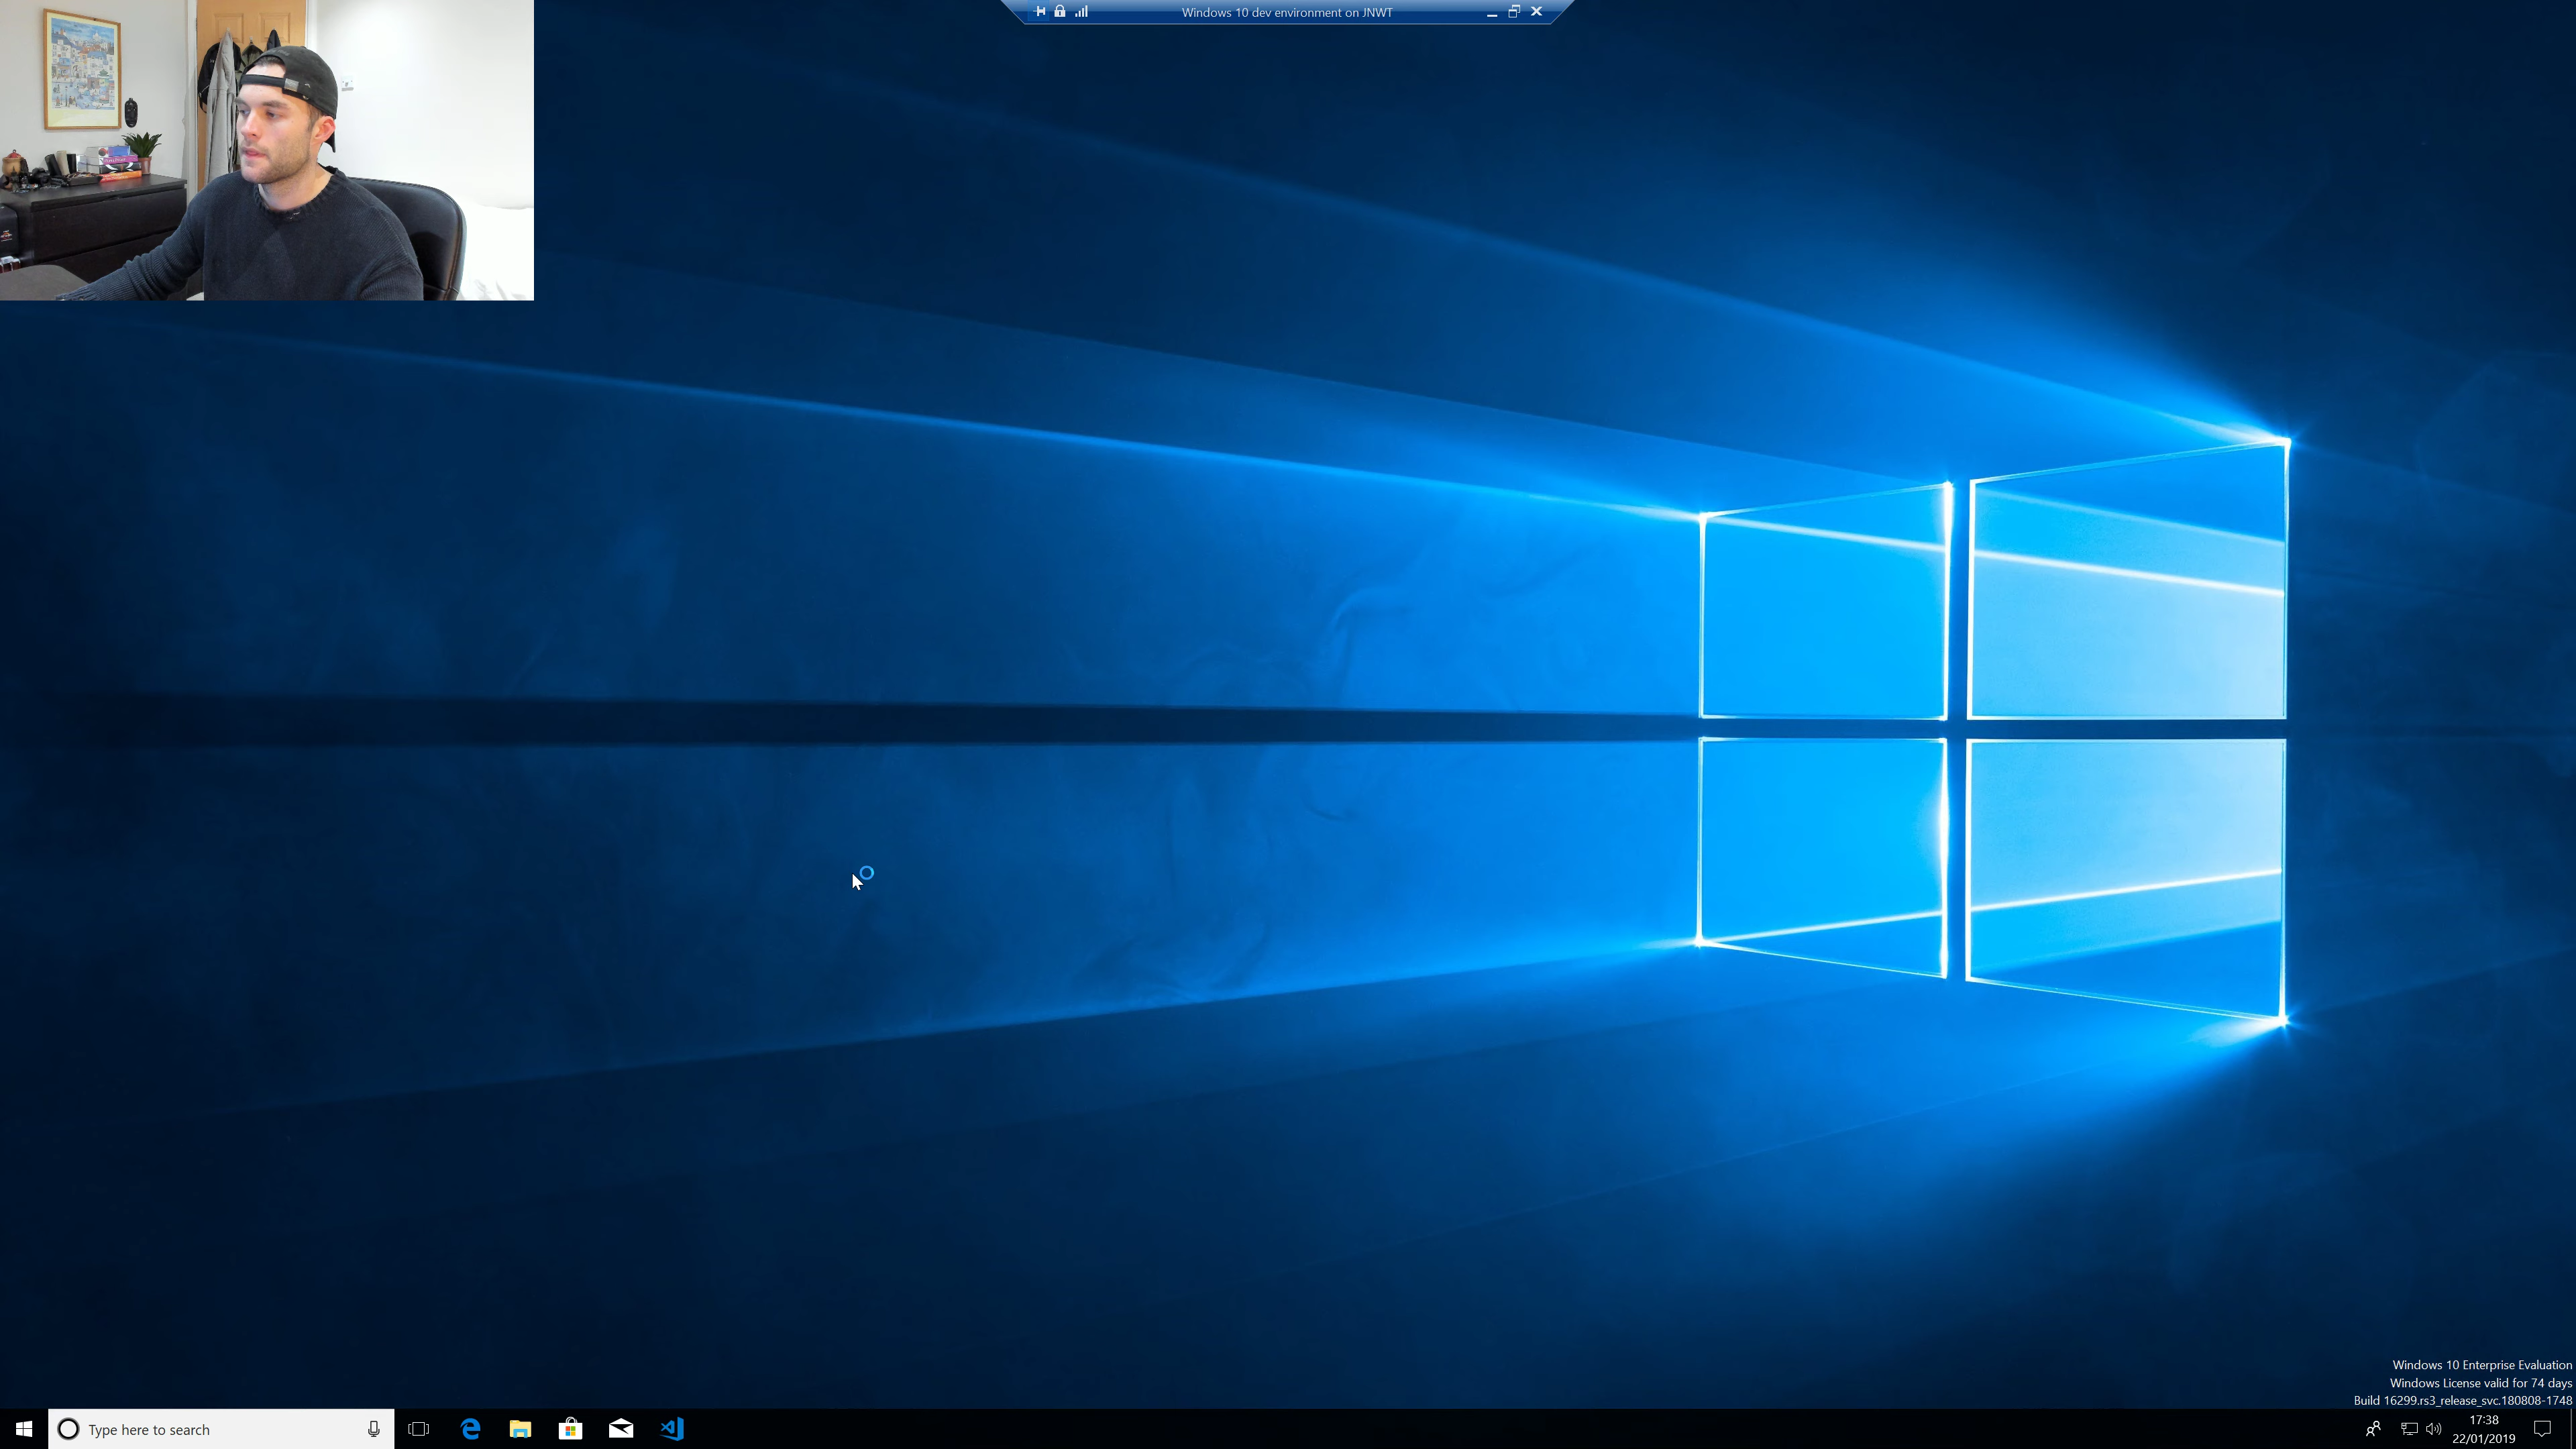 Windows 10 dev environment on JNWT
Windows 10 Enterprise Evaluation
Windows License valid for 74 days
Build 16299.rs3_release_svc.180808-1748
Type here to search
17:38
22/01/2019